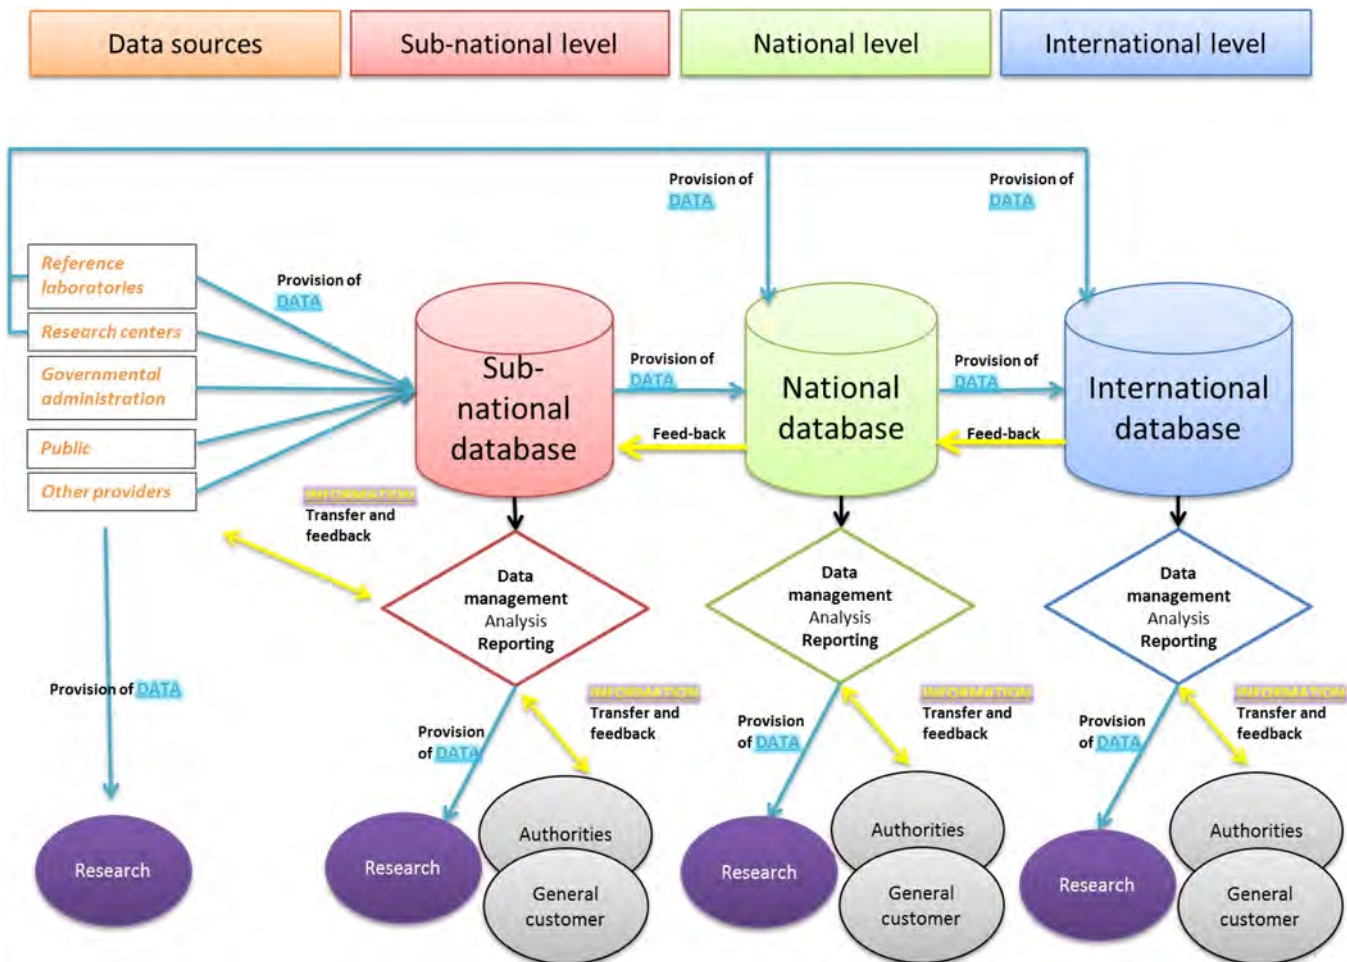 Data sources
Sub-national level
National level
International level
Provision of
DATA
Provision of
DATA
Reference
laboratories
Research centers
Governmental
administration
Public
Other providers
Provision of
DATA
Sub-
national
database
Provision of
DATA
Feed-back
National
database
Provision of
DATA
Feed-back
International
database
INFORMATION
Transfer and
feedback
Data
management
Analysis
Reporting
Data
management
Analysis
Reporting
Data
management
Analysis
Reporting
Provision of DATA
Provision
of DATA
INFORMATION
Transfer and
feedback
Provision
of DATA
INFORMATION
Transfer and
feedback
Provision
of DATA
INFORMATION
Transfer and
feedback
Research
Research
Authorities
General
customer
Research
Authorities
General
customer
Research
Authorities
General
customer